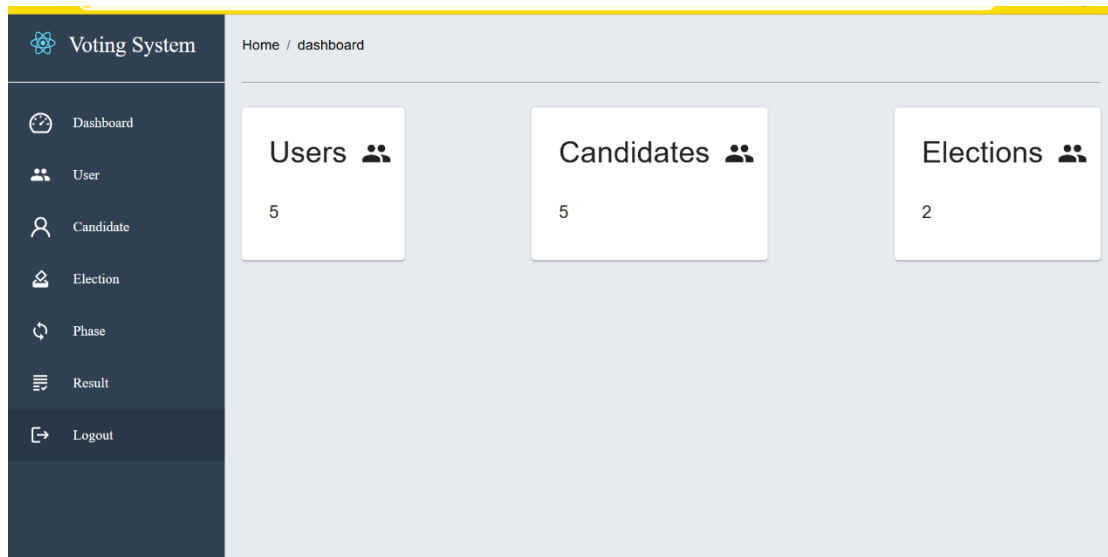 Voting System
Home / dashboard
Dashboard
User
Candidate
Election
Phase
Result
Logout
Users
5
Candidates
5
Elections
2